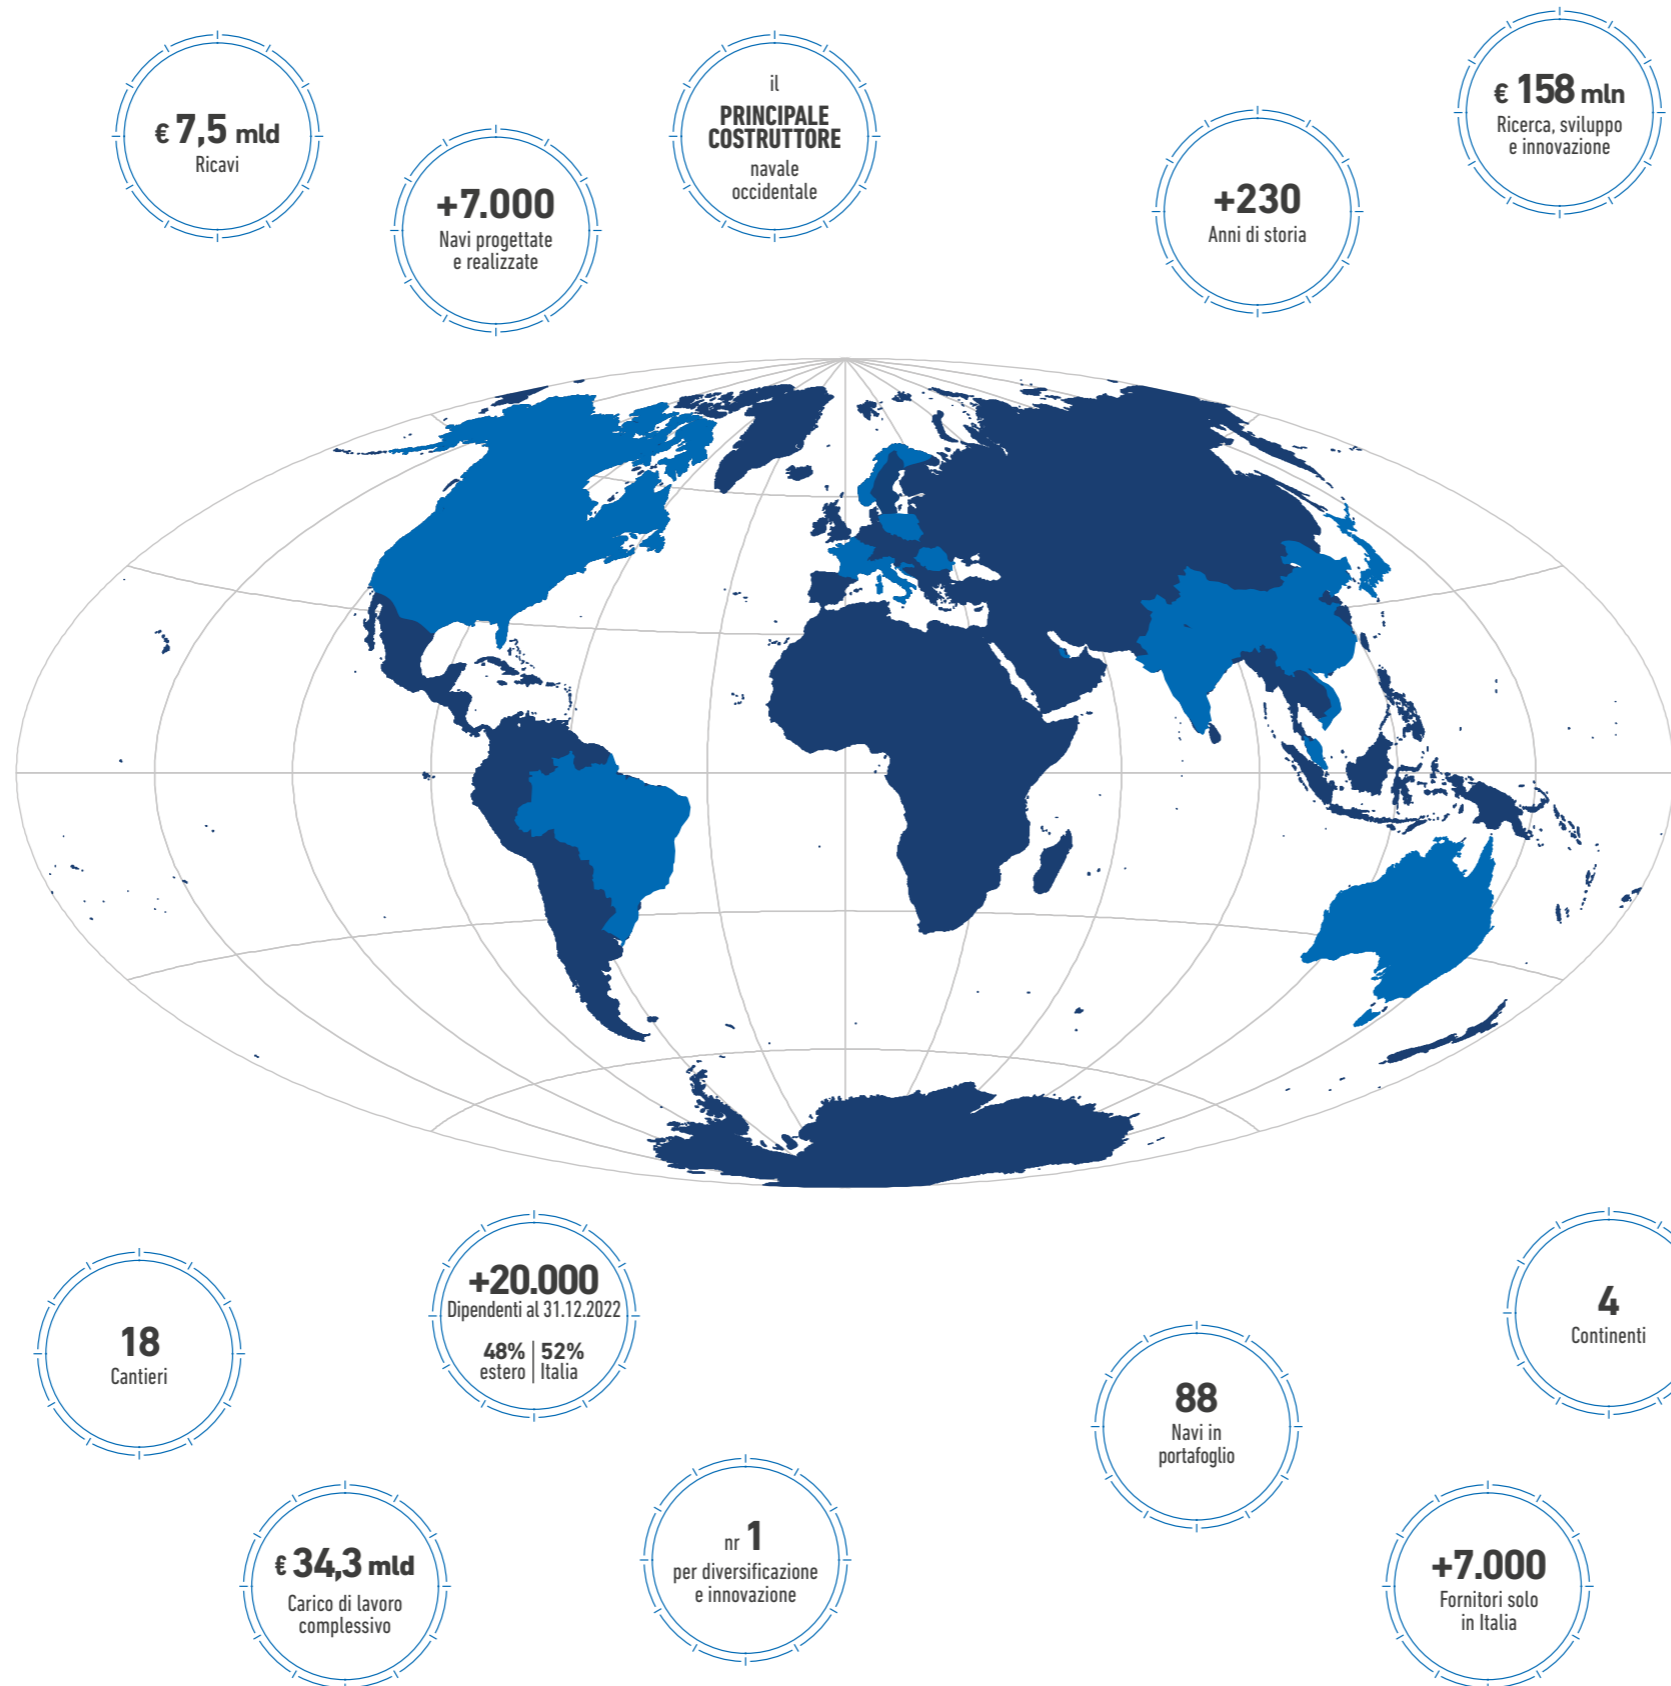 € 7,5 mld
Ricavi
+7.000
Navi progettate
e realizzate
il
PRINCIPALE
COSTRUTTORE
navale
occidentale
+230
Anni di storia
€ 158 mln
Ricerca, sviluppo
e innovazione
18
Cantieri
+20.000
Dipendenti al 31.12.2022
48% | 52%
estero | Italia
88
Navi in
portafoglio
4
Continenti
€ 34,3 mld
Carico di lavoro
complessivo
nr 1
per diversificazione
e innovazione
+7.000
Fornitori solo
in Italia